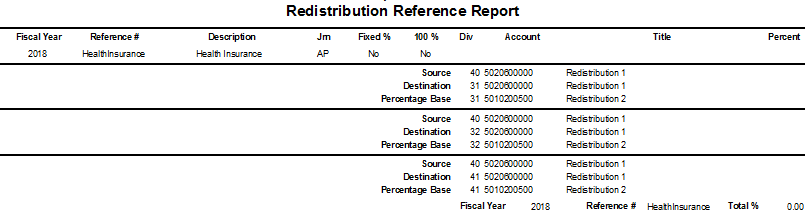 Redistribution Reference Report
Fiscal Year Reference # Description Jrn Fixed % 100 % Div Account Title Percent
2018 HealthInsurance Health Insurance AP No No
Source 40 5020600000 Redistribution 1
Destination 31 5020600000 Redistribution 1
Percentage Base 31 5010200500 Redistribution 2
Source 40 5020600000 Redistribution 1
Destination 32 5020600000 Redistribution 1
Percentage Base 32 5010200500 Redistribution 2
Source 40 5020600000 Redistribution 1
Destination 41 5020600000 Redistribution 1
Percentage Base 41 5010200500 Redistribution 2
Fiscal Year 2018 Reference # HealthInsurance Total % 0.00